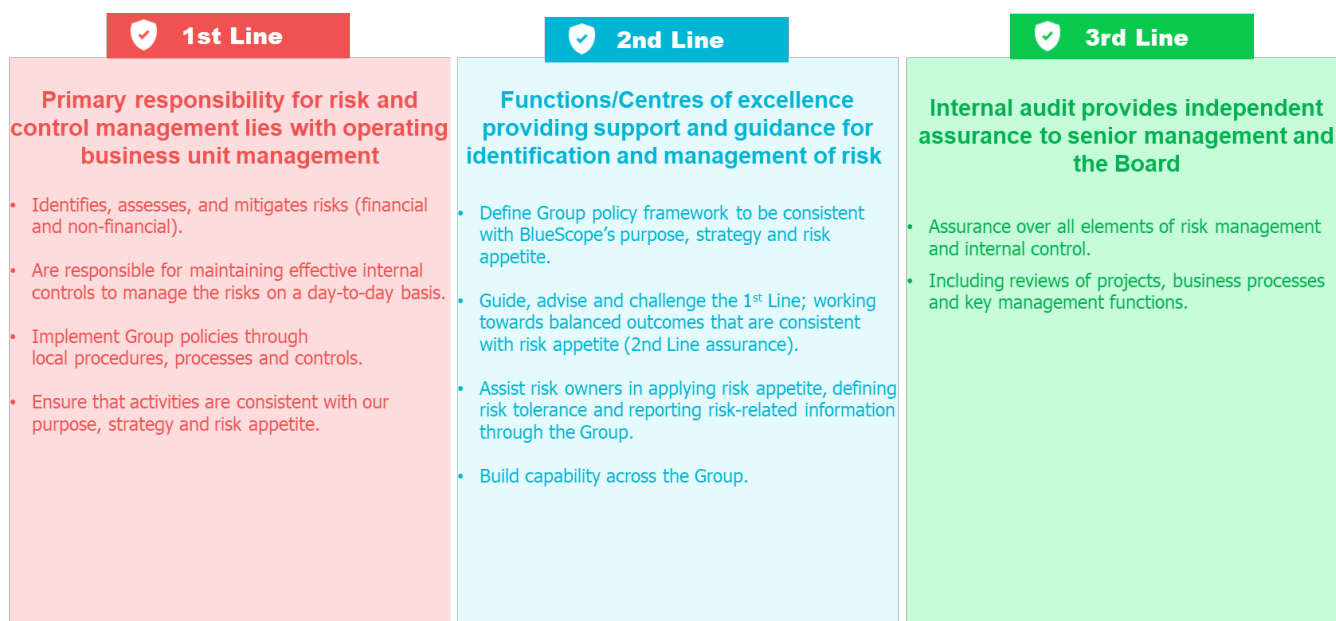 1st Line
Primary responsibility for risk and
control management lies with operating
business unit management
• Identifies, assesses, and mitigates risks (financial
and non-financial).
• Are responsible for maintaining effective internal
controls to manage the risks on a day-to-day basis.
• Implement Group policies through
local procedures, processes and controls.
• Ensure that activities are consistent with our
purpose, strategy and risk appetite.
2nd Line
Functions/Centres of excellence
providing support and guidance for
identification and management of risk
• Define Group policy framework to be consistent
with BlueScope’s purpose, strategy and risk
appetite.
• Guide, advise and challenge the 1st Line; working
towards balanced outcomes that are consistent
with risk appetite (2nd Line assurance).
• Assist risk owners in applying risk appetite, defining
risk tolerance and reporting risk-related information
through the Group.
• Build capability across the Group.
3rd Line
Internal audit provides independent
assurance to senior management and
the Board
• Assurance over all elements of risk management
and internal control.
• Including reviews of projects, business processes
and key management functions.